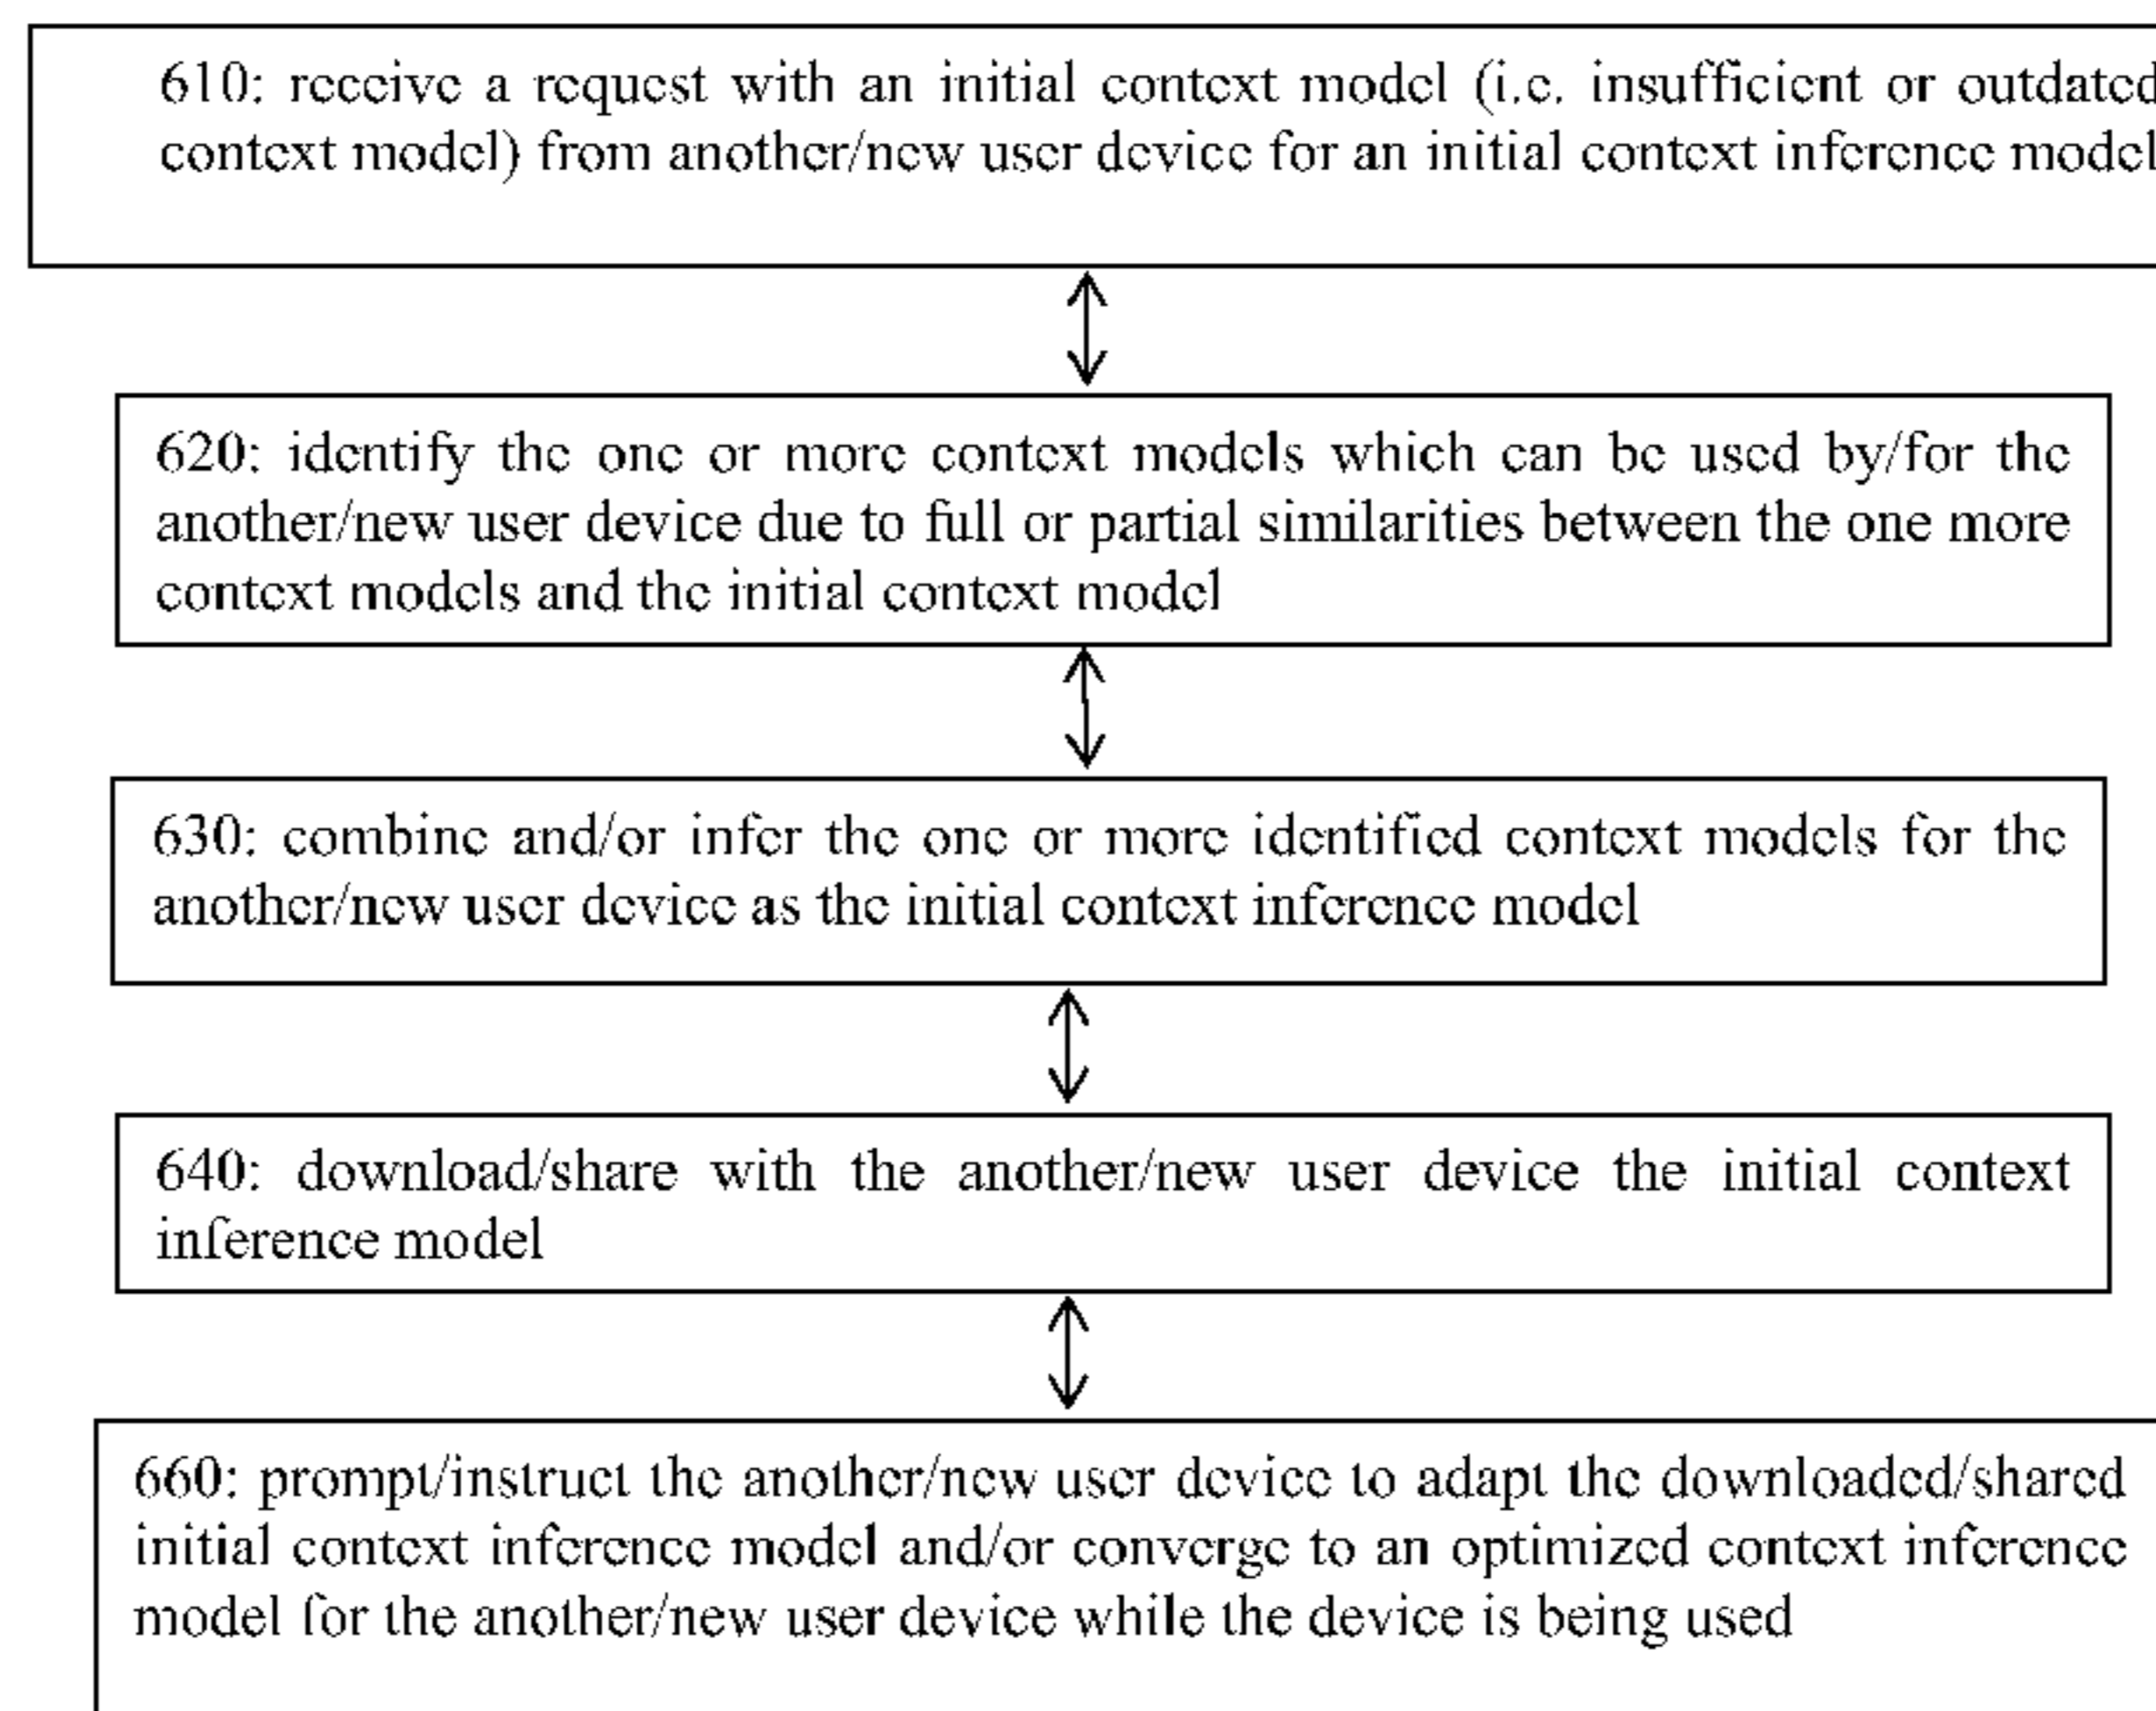 610: receive a request with an initial context model (i.e. insufficient or outdated
context model) from another/new user device for an initial context inference model
620: identify the one or more context models which can be used by/for the
another/new user device due to full or partial similarities between the one more
context models and the initial context model
630: combine and/or infer the one or more identified context models for the
another/new user device as the initial context inference model
640: download/share with the another/new user device the initial context
inference model
660: prompt/instruct the another/new user device to adapt the downloaded/shared
initial context inference model and/or converge to an optimized context inference
model for the another/new user device while the device is being used